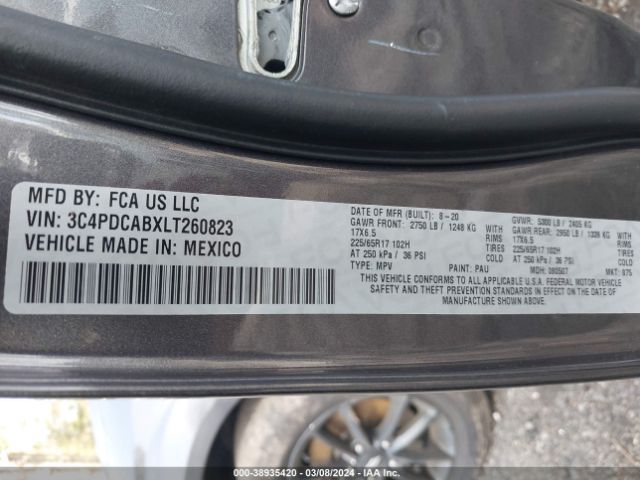 MFD BY: FCA US LLC
VIN: 3C4PDCABXLT260823
VEHICLE MADE IN: MEXICO
DATE OF MFR (BUILT): 8-20 GVWR: 5300 LB / 2405 KG
GAWR FRONT: 2750 LB / 1248 KG WITH GAWR REAR: 2950 LB / 1338 KG WITH
17X6.5 RIMS 17X6.5 RIMS
225/65R17 102H TIRES 225/65R17 102H TIRES
AT 250 kPa / 36 PSI COLD AT 250 kPa / 36 PSI COLD
TYPE: MPV PAINT: PAU MDH: 080507 MKT: 875
THIS VEHICLE CONFORMS TO ALL APPLICABLE U.S.A. FEDERAL MOTOR VEHICLE
SAFETY AND THEFT PREVENTION STANDARDS IN EFFECT ON THE DATE OF
MANUFACTURE SHOWN ABOVE.
000-38935420 - 03/08/2024 - IAA Inc.